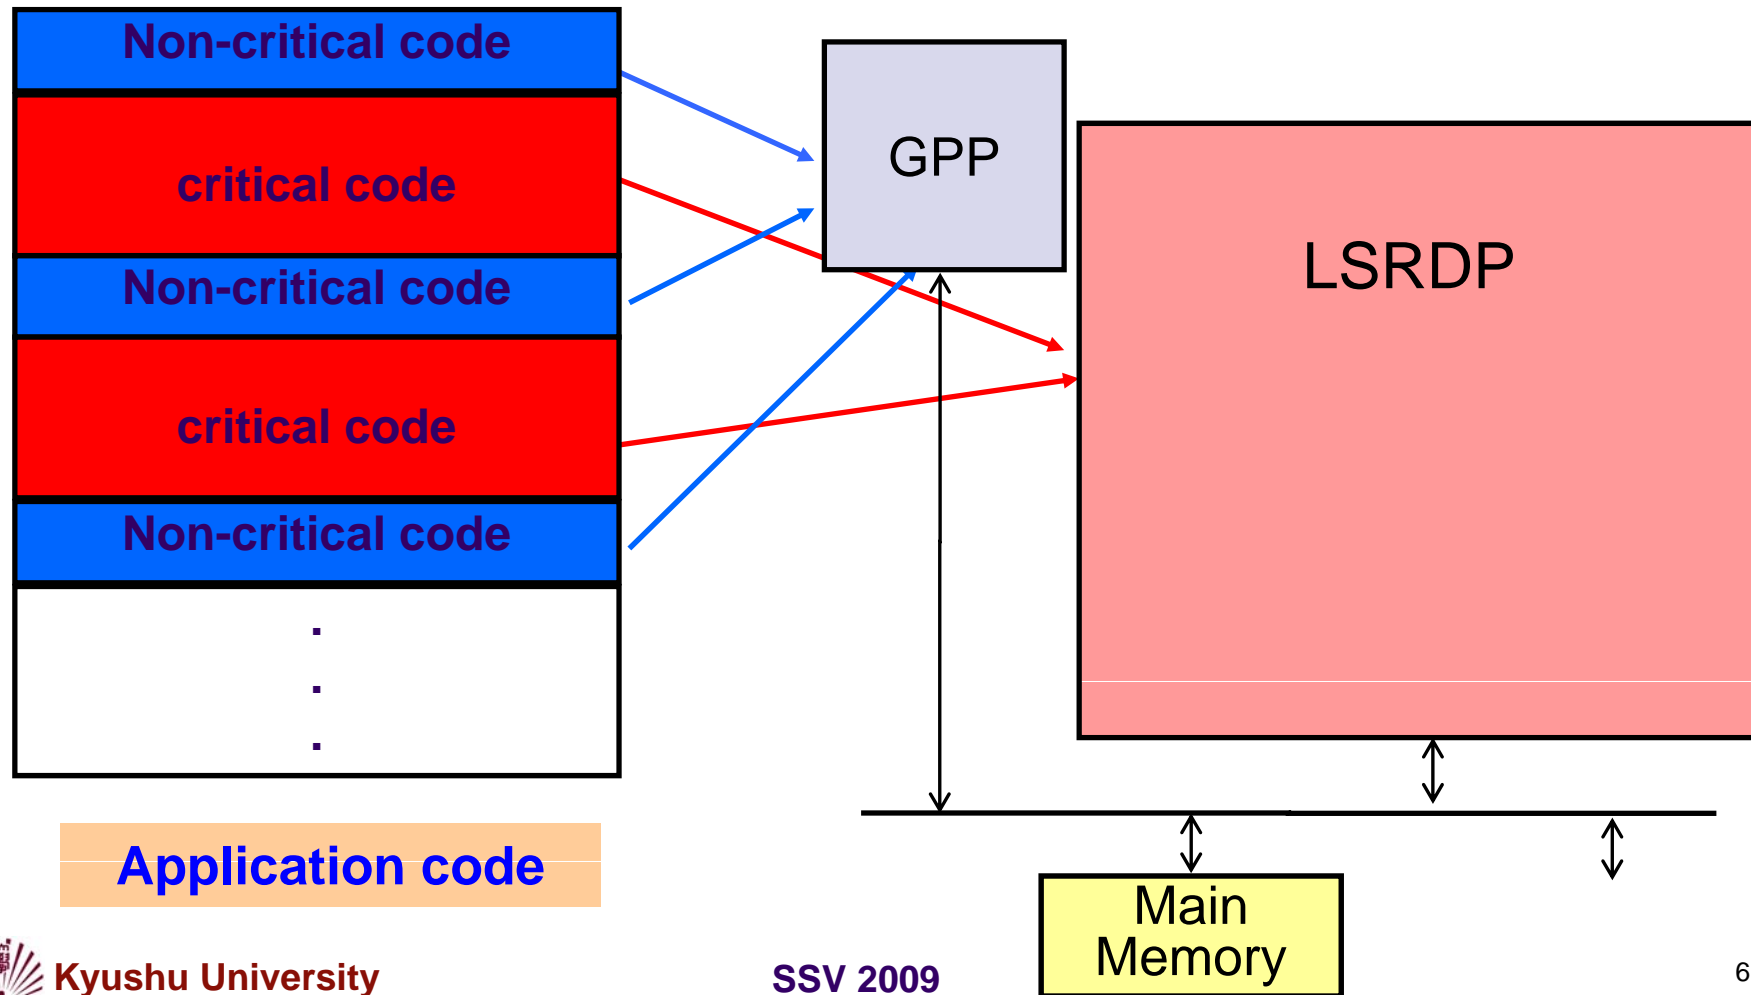 Non-critical code
critical code
Non-critical code
critical code
Non-critical code
.
.
.
Application code
GPP
LSRDP
Main
Memory
Kyushu University
SSV 2009
6